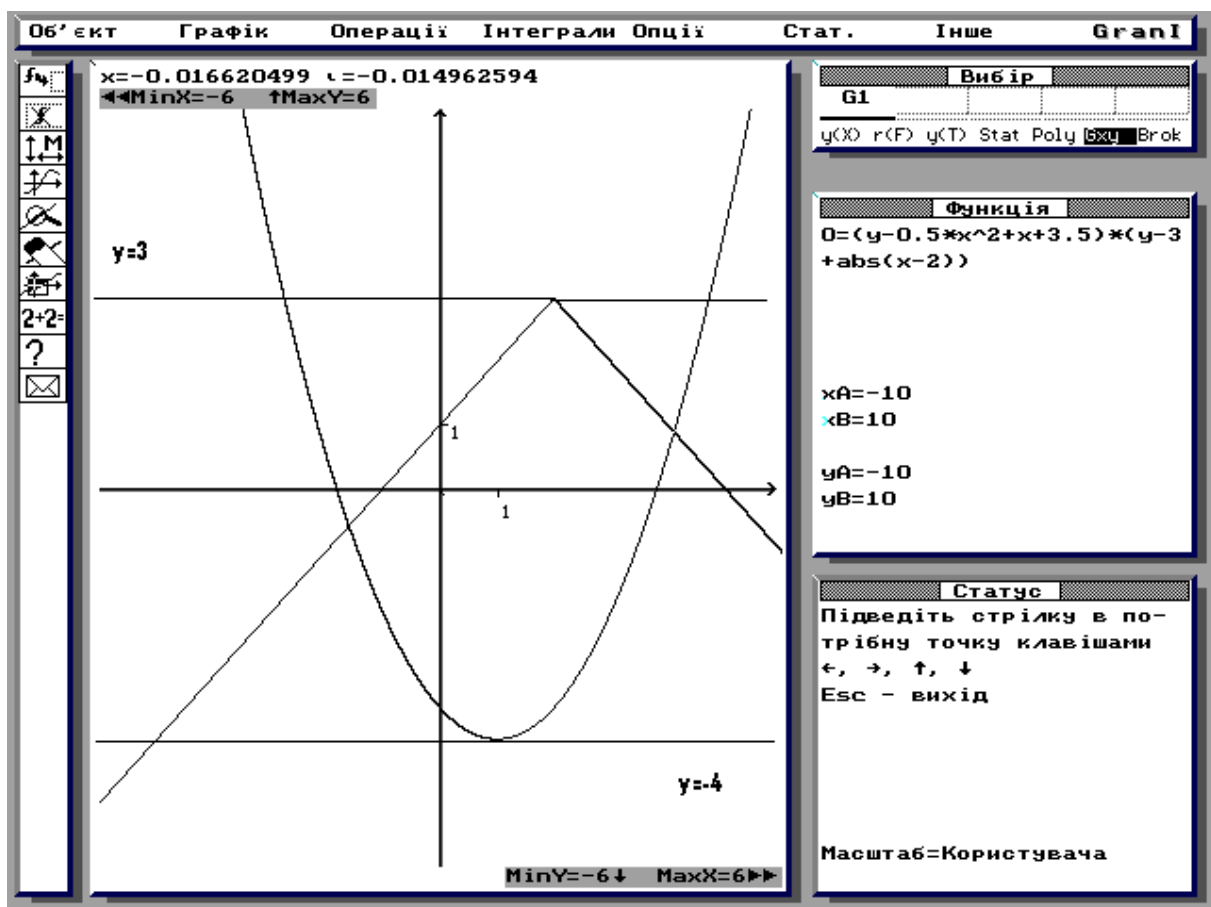 Об'єкт Графік Операції Інтеграли Опції Стат. Інше GranI
x=-0.016620499 ι=-0.014962594
◄◄MinX=-6 ↑MaxY=6
y=3
1
1
y=-4
MinY=-6↓ MaxX=6►►
2+2=
?
M
Вибір
G1
y(X) r(F) y(T) Stat Poly Gxy Brok
Функція
0=(y-0.5*x^2+x+3.5)*(y-3
+abs(x-2))
xA=-10
xB=10
yA=-10
yB=10
Статус
Підведіть стрілку в по-
трібну точку клавішами
←, →, ↑, ↓
Esc - вихід
Масштаб=Користувача